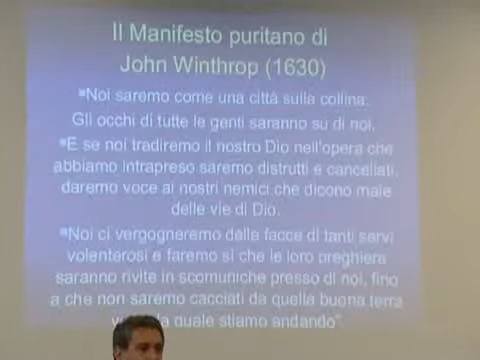 Il Manifesto puritano di
John Winthrop (1630)
Noi saremo come una città sulla collina.
Gli occhi di tutte le genti saranno su di noi.
E se noi tradiremo il nostro Dio nell'opera che
abbiamo intrapreso saremo distrutti e cancellati,
daremo voce ai nostri nemici che dicono male
delle vie di Dio.
Noi ci vergogneremo delle facce di tanti servi
volenterosi e faremo sì che le loro preghiera
saranno rivlte in scomuniche presso di noi, fino
a che non saremo cacciati da quella buona terra
la quale stiamo andando"